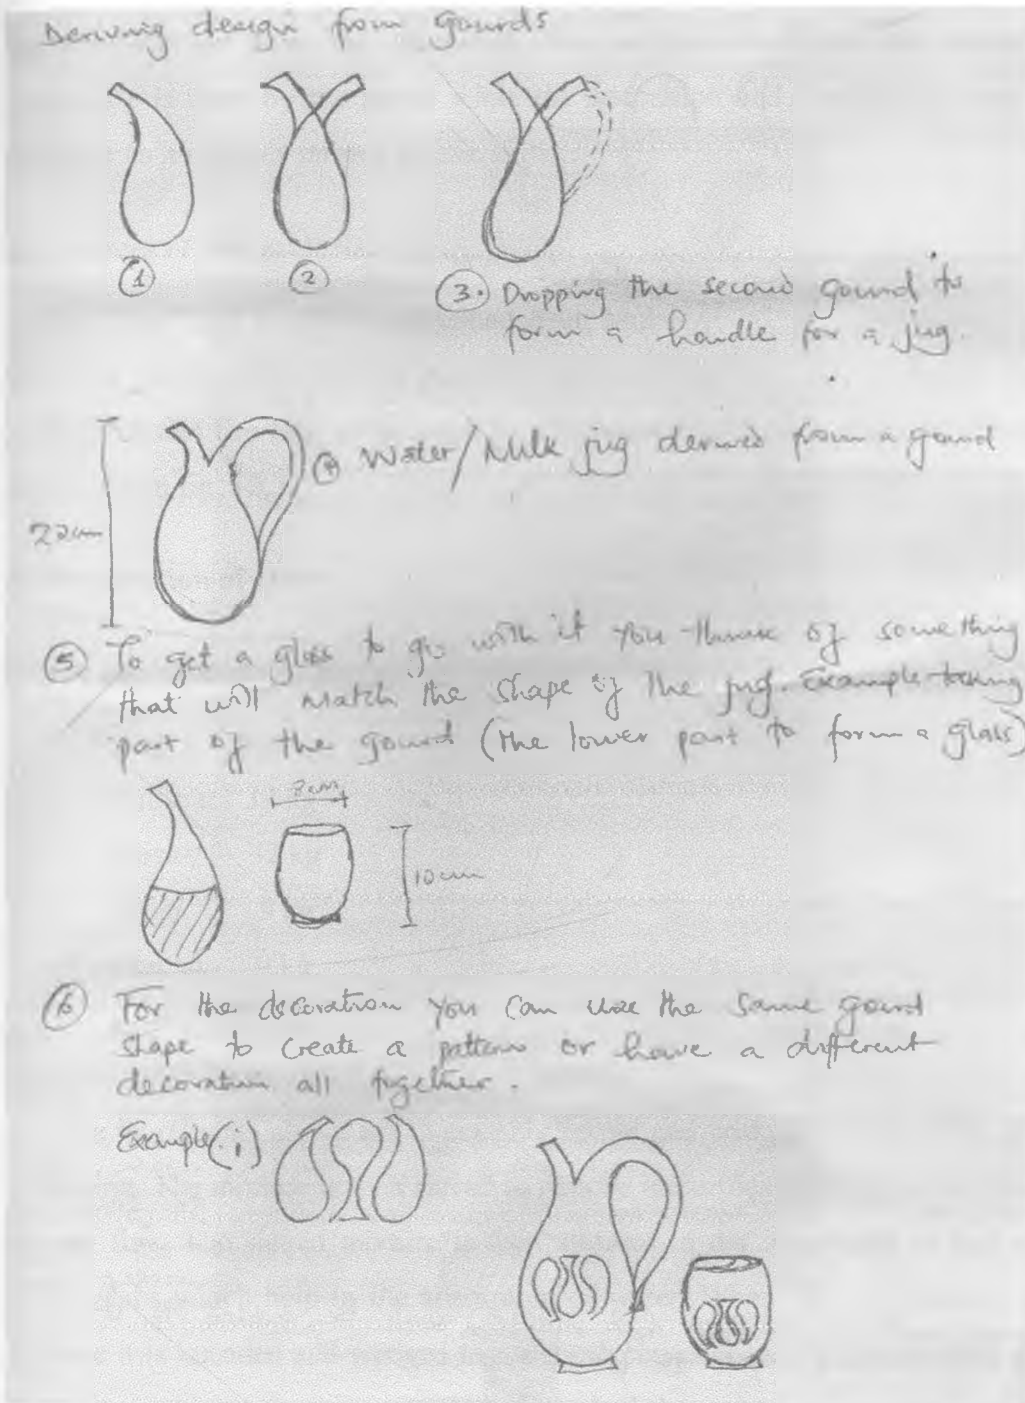 Deriving design from gourds
1
2
3. Dropping the second gourd to
form a handle for a jug.
22cm
4 Water/Milk jug derived from a gourd
5 To get a glass to go with it you think of something
that will match the shape of the jug. Example taking
part of the gourd (the lower part to form a glass)
8cm
10cm
6 For the decoration you can use the same gourd
shape to create a pattern or have a different
decoration all together.
Example (i)